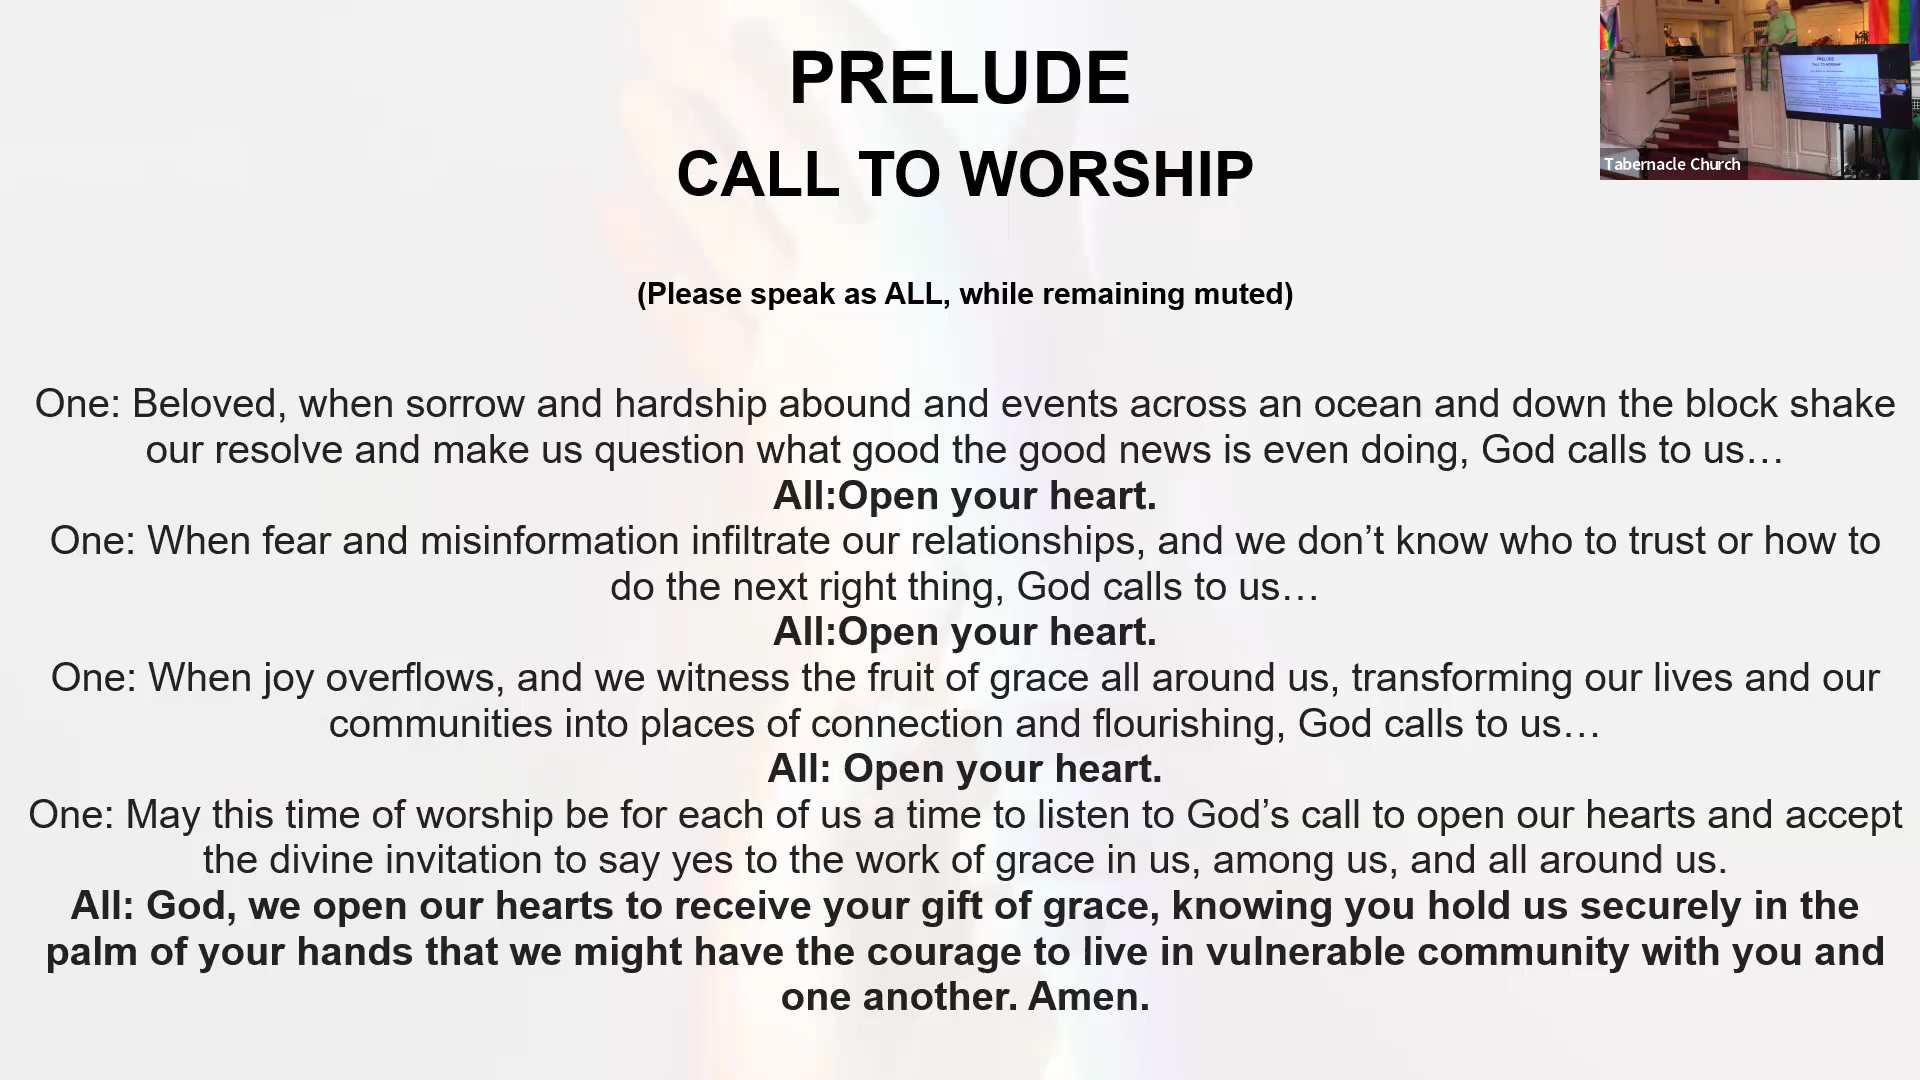 PRELUDE
CALL TO WORSHIP
Tabernacle Church
(Please speak as ALL, while remaining muted)
One: Beloved, when sorrow and hardship abound and events across an ocean and down the block shake
our resolve and make us question what good the good news is even doing, God calls to us…
All:Open your heart.
One: When fear and misinformation infiltrate our relationships, and we don’t know who to trust or how to
do the next right thing, God calls to us…
All:Open your heart.
One: When joy overflows, and we witness the fruit of grace all around us, transforming our lives and our
communities into places of connection and flourishing, God calls to us…
All: Open your heart.
One: May this time of worship be for each of us a time to listen to God’s call to open our hearts and accept
the divine invitation to say yes to the work of grace in us, among us, and all around us.
All: God, we open our hearts to receive your gift of grace, knowing you hold us securely in the
palm of your hands that we might have the courage to live in vulnerable community with you and
one another. Amen.